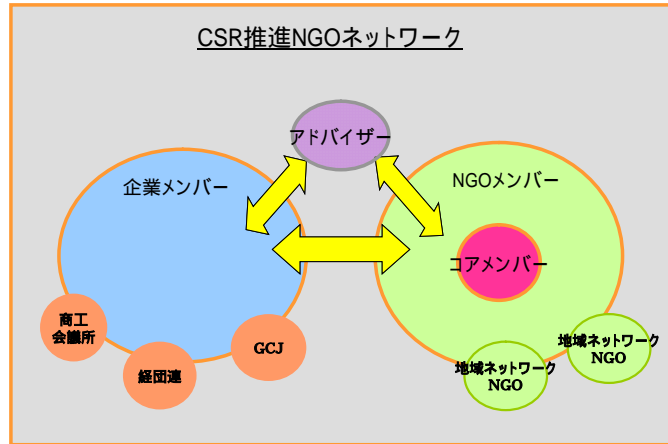 CSR推進NGOネットワーク
アドバイザー
企業メンバー
NGOメンバー
コアメンバー
商工
会議所
経団連
GCJ
地域ネットワーク
NGO
地域ネットワーク
NGO